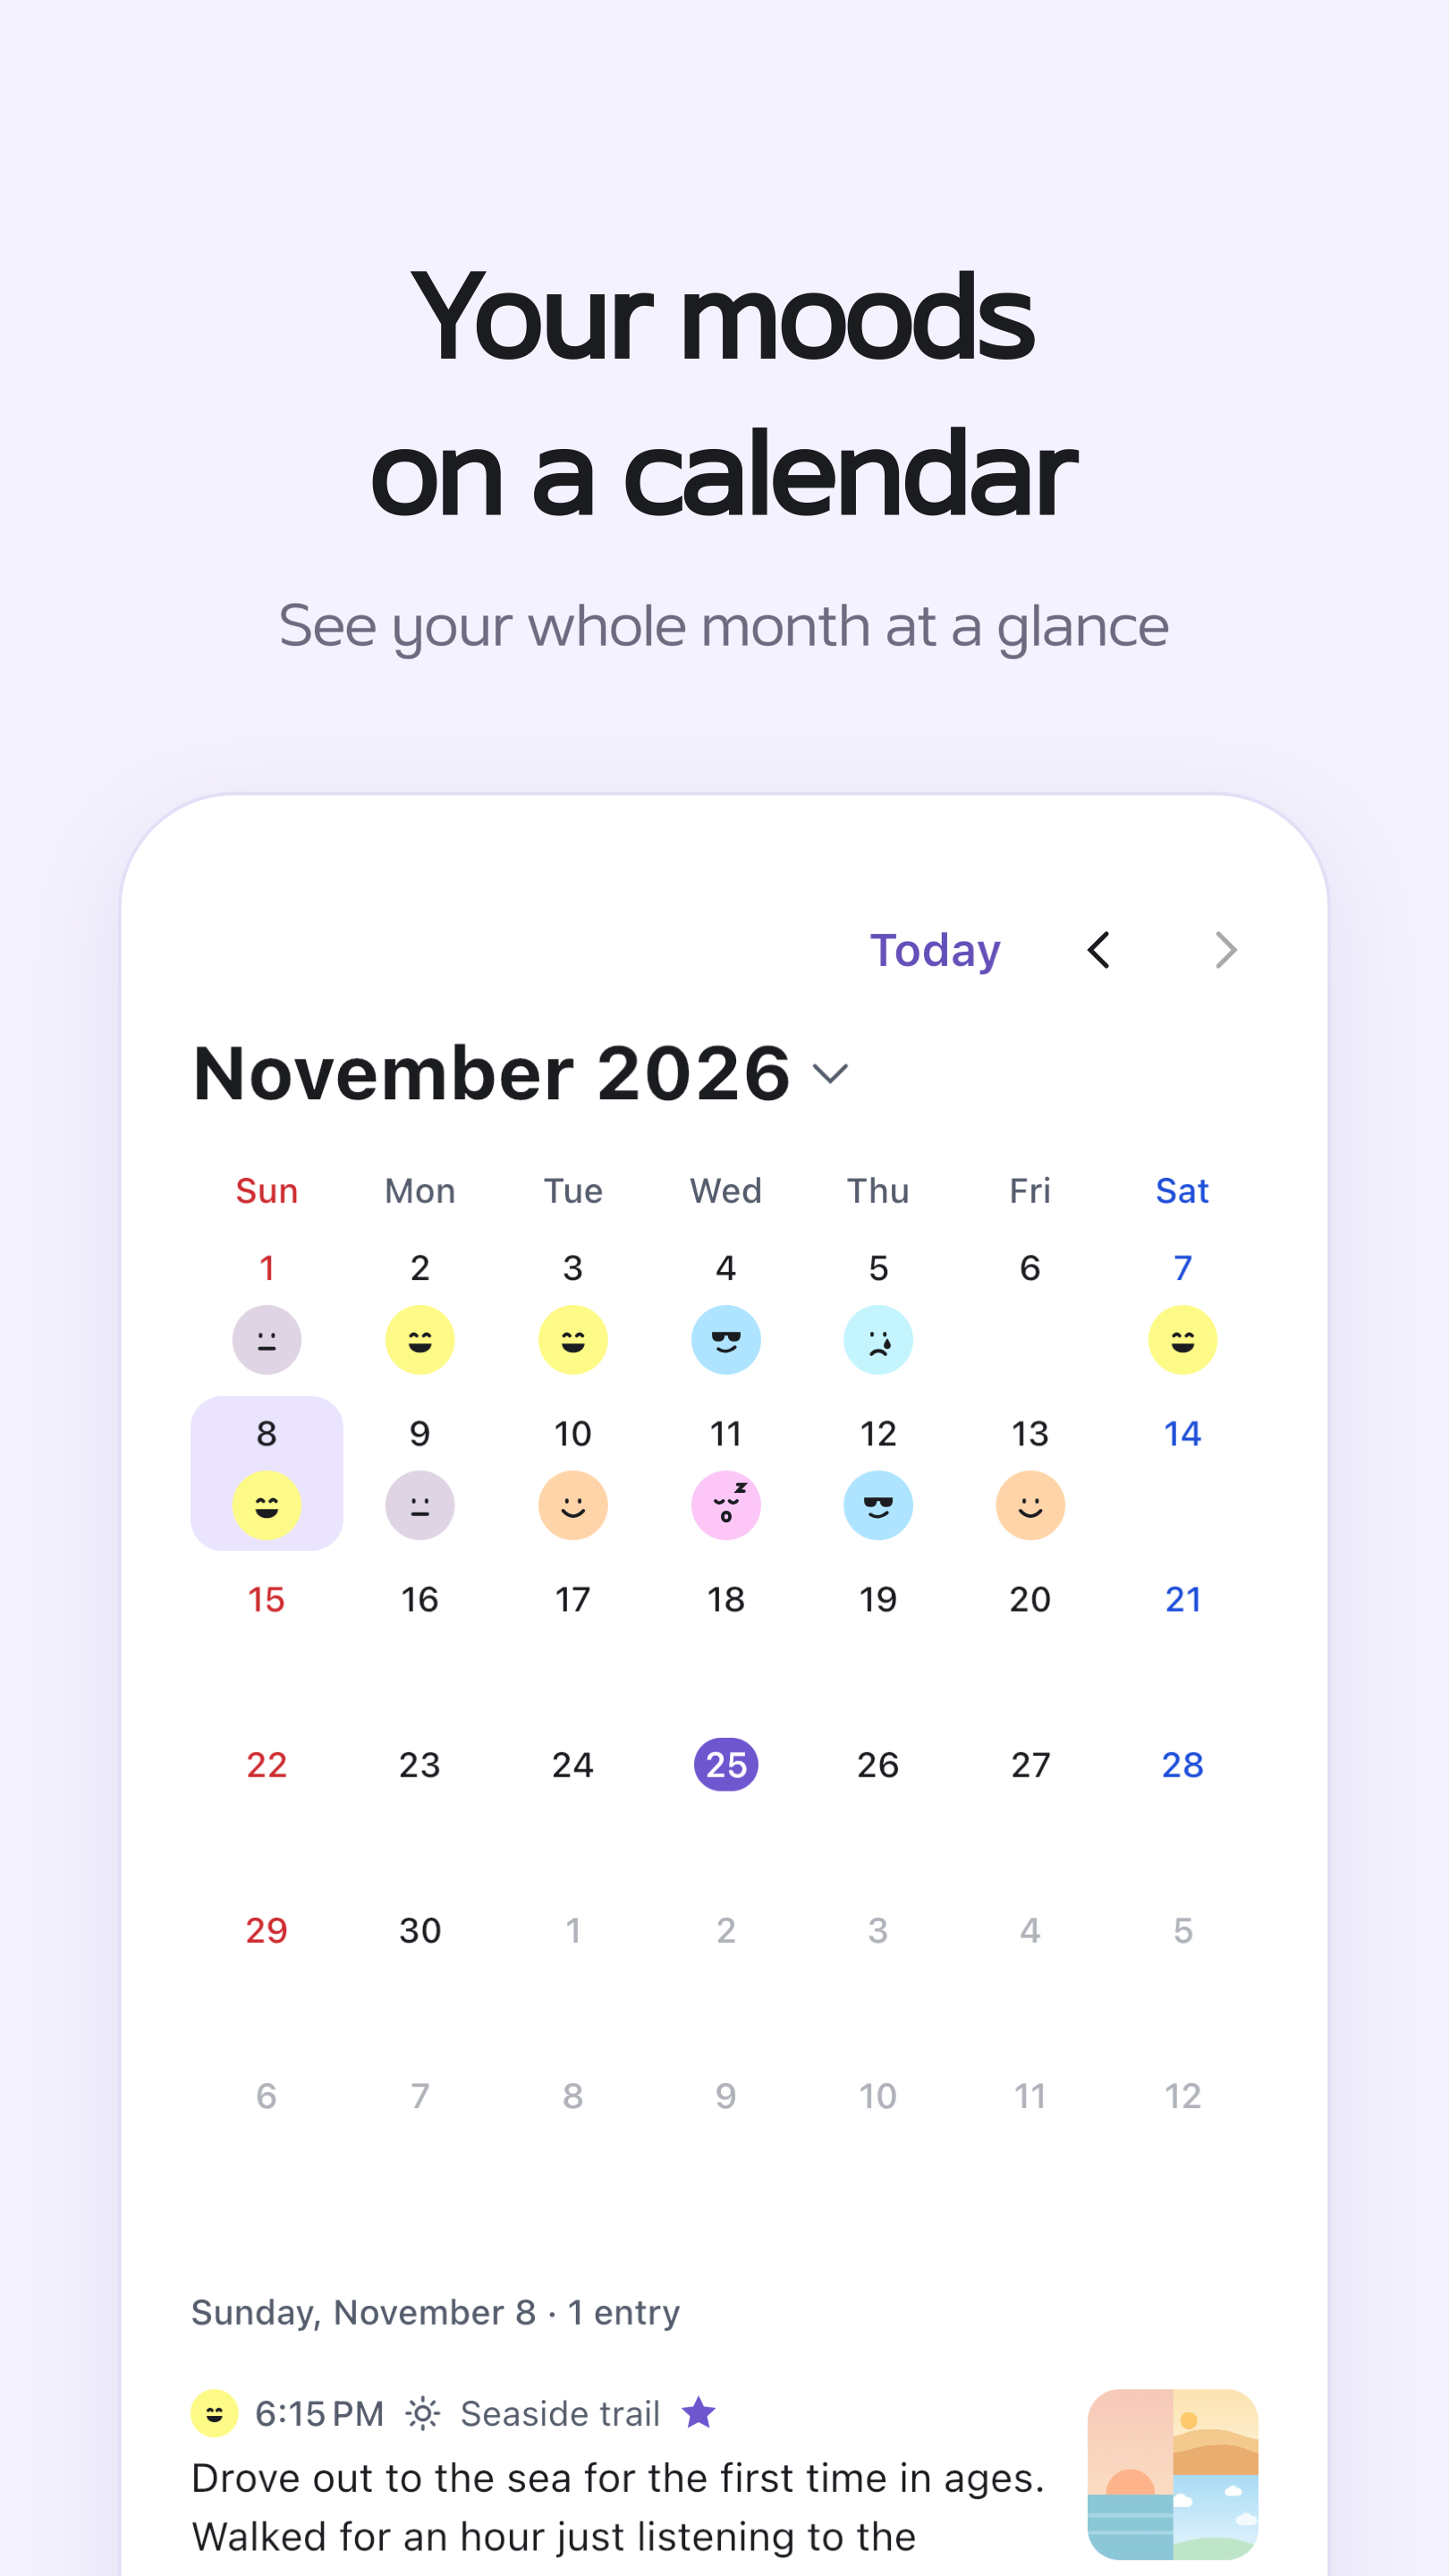 Your moods
on a calendar
See your whole month at a glance
Today
November 2026
Sun Mon Tue Wed Thu Fri Sat
1 2 3 4 5 6 7
8 9 10 11 12 13 14
15 16 17 18 19 20 21
22 23 24 25 26 27 28
29 30 1 2 3 4 5
6 7 8 9 10 11 12
Sunday, November 8 · 1 entry
6:15 PM Seaside trail
Drove out to the sea for the first time in ages.
Walked for an hour just listening to the